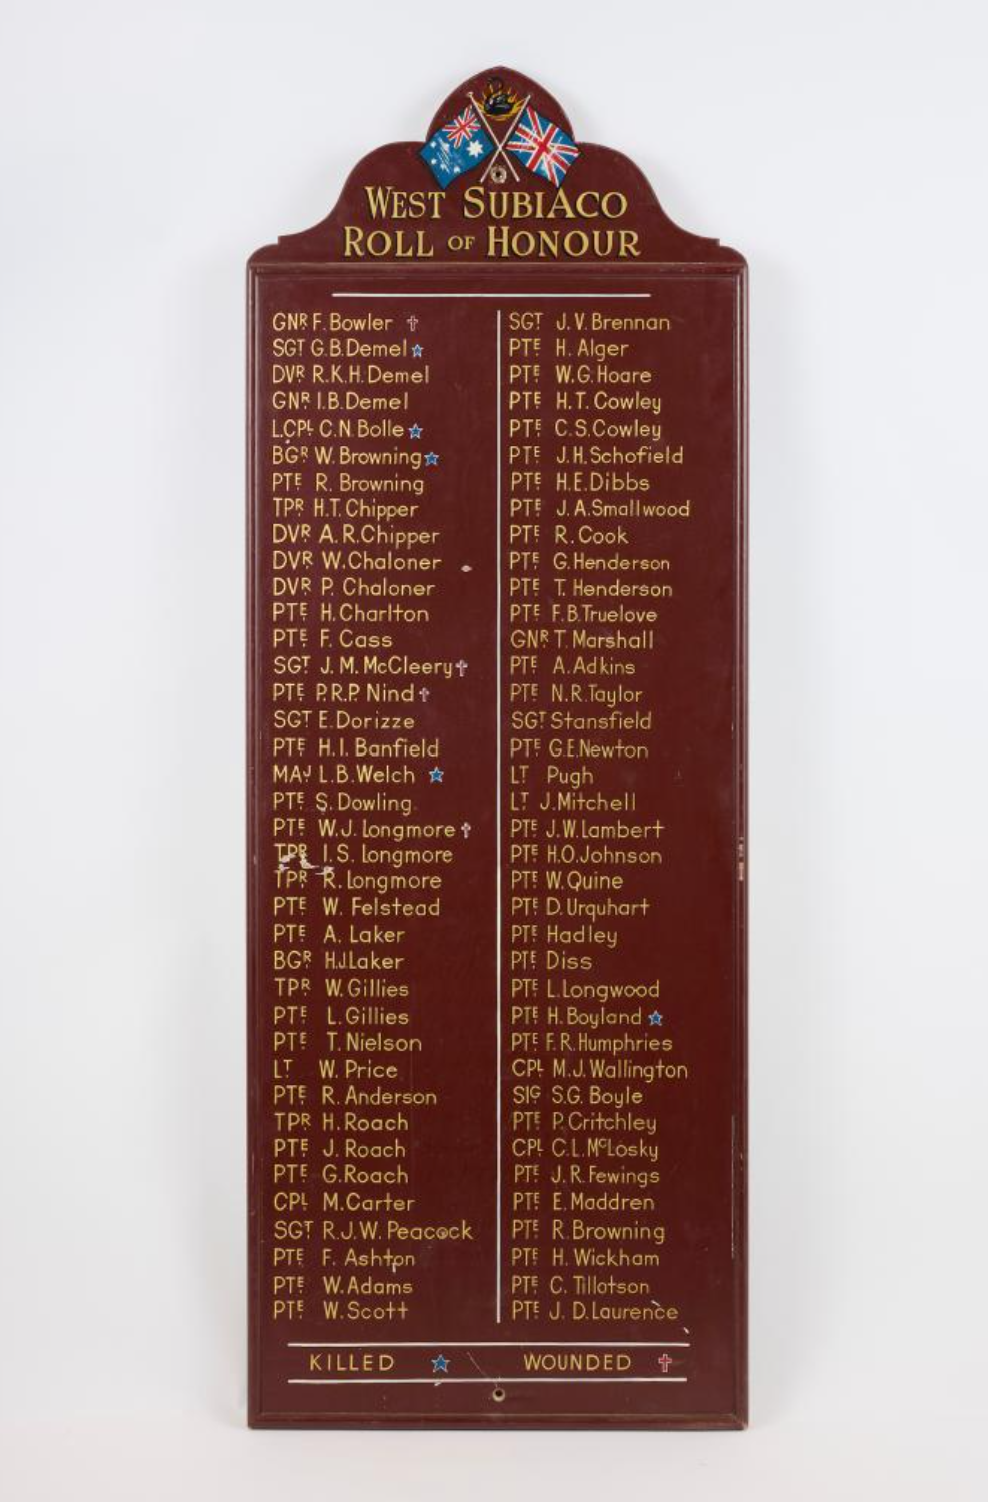 WEST SUBIACO
ROLL OF HONOUR
GNR F. Bowler ✝
SGT G.B. Demel ★
DVR R.K.H. Demel
GNR I.B. Demel
LCPL C.N. Bolle ★
BGR W. Browning ★
PTE R. Browning
TPR H.T. Chipper
DVR A.R. Chipper
DVR W. Chaloner
DVR P. Chaloner
PTE H. Charlton
PTE F. Cass
SGT J.M. McCleery ✝
PTE P.R.P. Nind ✝
SGT E. Dorizze
PTE H.I. Banfield
MAJ L.B. Welch ★
PTE S. Dowling
PTE W.J. Longmore ✝
TPR I.S. Longmore
TPR R. Longmore
PTE W. Felstead
PTE A. Laker
BGR H.J. Laker
TPR W. Gillies
PTE L. Gillies
PTE T. Nielson
LT W. Price
PTE R. Anderson
TPR H. Roach
PTE J. Roach
PTE G. Roach
CPL M. Carter
SGT R.J.W. Peacock
PTE F. Ashton
PTE W. Adams
PTE W. Scott
SGT J.V. Brennan
PTE H. Alger
PTE W.G. Hoare
PTE H.T. Cowley
PTE C.S. Cowley
PTE J.H. Schofield
PTE H.E. Dibbs
PTE J.A. Smallwood
PTE R. Cook
PTE G. Henderson
PTE T. Henderson
PTE F.B. Truelove
GNR T. Marshall
PTE A. Adkins
PTE N.R. Taylor
SGT Stansfield
PTE G.E. Newton
LT Pugh
LT J. Mitchell
PTE J.W. Lambert
PTE H.O. Johnson
PTE W. Quine
PTE D. Urquhart
PTE Hadley
PTE Diss
PTE L. Longwood
PTE H. Boyland ★
PTE F.R. Humphries
CPL M.J. Wallington
SIG S.G. Boyle
PTE P. Critchley
CPL C.L. McLosky
PTE J.R. Fewings
PTE E. Maddren
PTE R. Browning
PTE H. Wickham
PTE C. Tillotson
PTE J. D. Laurence
KILLED ★ WOUNDED ✝